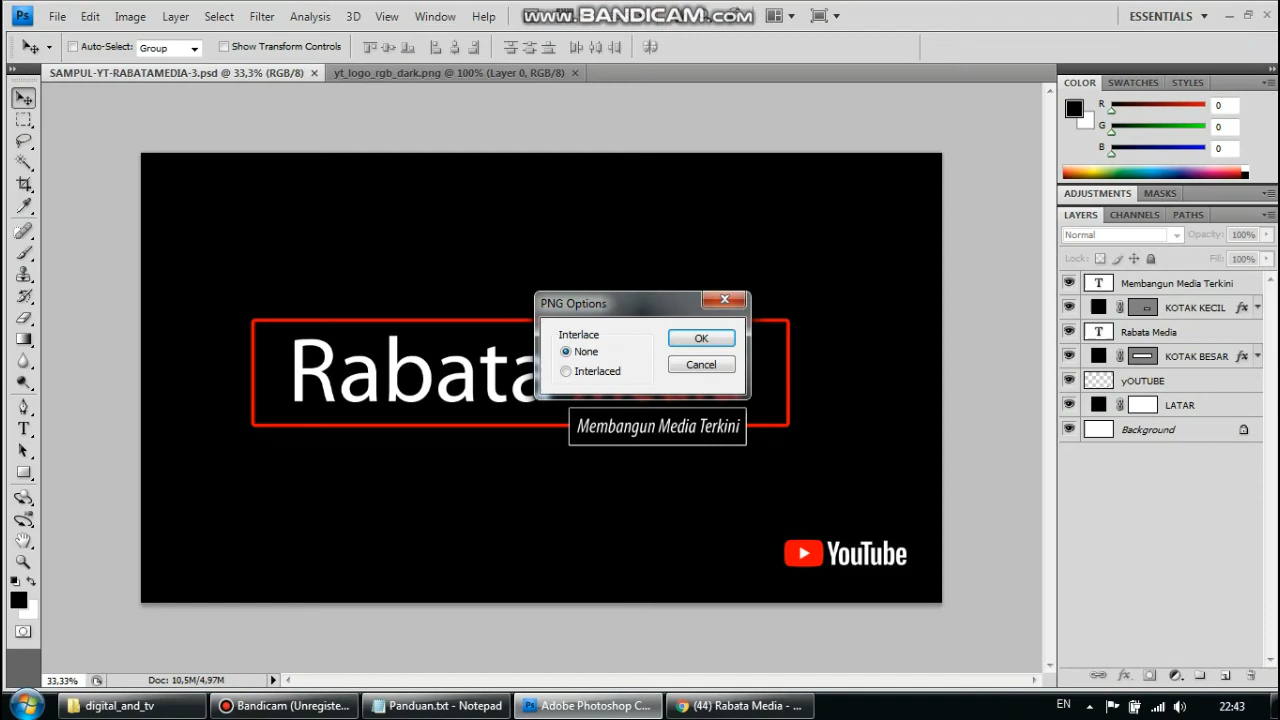 Ps File Edit Image Layer Select Filter Analysis 3D View Window Help www.BANDICAM.com ESSENTIALS
Auto-Select: Group Show Transform Controls
SAMPUL-YT-RABATAMEDIA-3.psd @ 33,3% (RGB/8) yt_logo_rgb_dark.png @ 100% (Layer 0, RGB/8)
COLOR SWATCHES STYLES
R 0
G 0
B 0
ADJUSTMENTS MASKS
LAYERS CHANNELS PATHS
Normal Opacity: 100%
Lock: Fill: 100%
T Membangun Media Terkini
KOTAK KECIL fx
T Rabata Media
KOTAK BESAR fx
yOUTUBE
LATAR
Background
PNG Options
Interlace
None
Interlaced
OK
Cancel
Rabata
Membangun Media Terkini
YouTube
33,33% Doc: 10,5M/4,97M
digital_and_tv Bandicam (Unregiste... Panduan.txt - Notepad Ps Adobe Photoshop C... (44) Rabata Media - ... EN 22:43